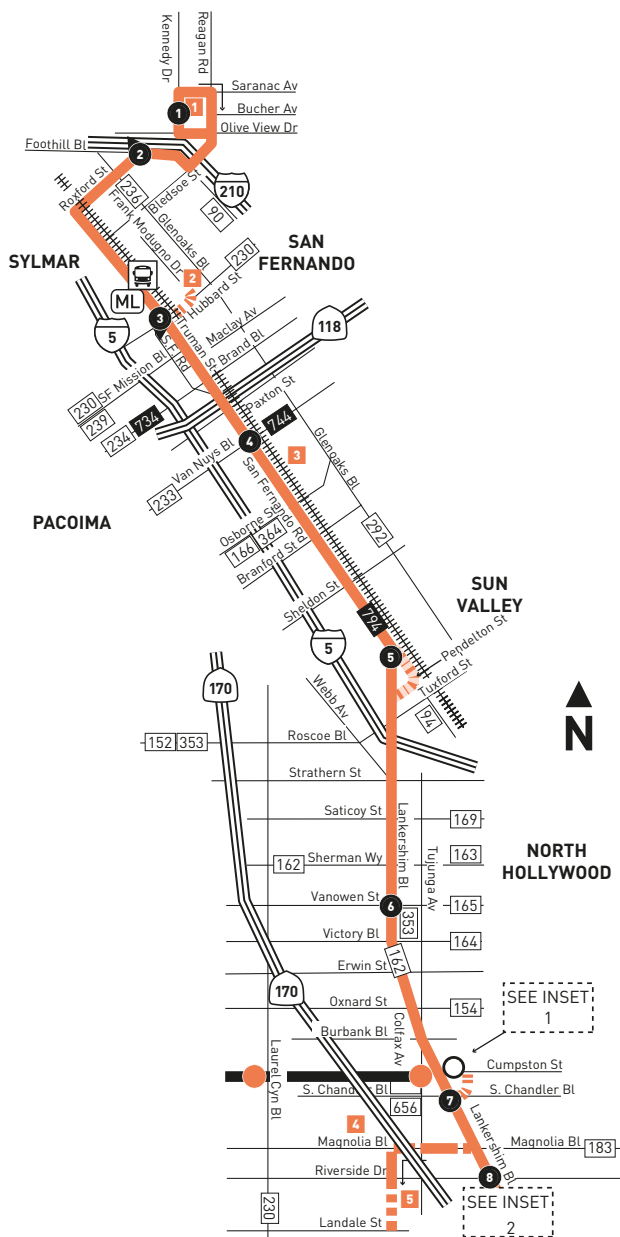 Kennedy Dr
Reagan Rd
Saranac Av
1
1
Bucher Av
Olive View Dr
Foothill Bl
2
Roxford St
236
Bledsoe St
210
90
Frank Modugno Dr
Glenoaks Bl
SYLMAR
SAN
FERNANDO
230
2
Hubbard St
ML
3
5
Truman St
S F Rd
Maclay Av
Brand Bl
118
SF Mission Bl
230
239
234
734
Paxton St
744
4
3
Van Nuys Bl
233
San Fernando Rd
Glenoaks Bl
PACOIMA
Osborne St
166
364
Branford St
292
Sheldon St
SUN
VALLEY
794
Pendelton St
5
5
Tuxford St
170
Webb Av
94
N
152
353
Roscoe Bl
Strathern St
Saticoy St
169
Lankershim Bl
Tujunga Av
162
Sherman Wy
163
NORTH
HOLLYWOOD
Vanowen St
6
353
165
Victory Bl
164
162
Erwin St
170
Oxnard St
154
SEE INSET
1
Burbank Bl
Colfax Av
Cumpston St
Laurel Cyn Bl
S. Chandler Bl
S. Chandler Bl
656
7
4
Lankershim Bl
Magnolia Bl
Magnolia Bl
183
Riverside Dr
8
5
230
SEE INSET
2
Landale St